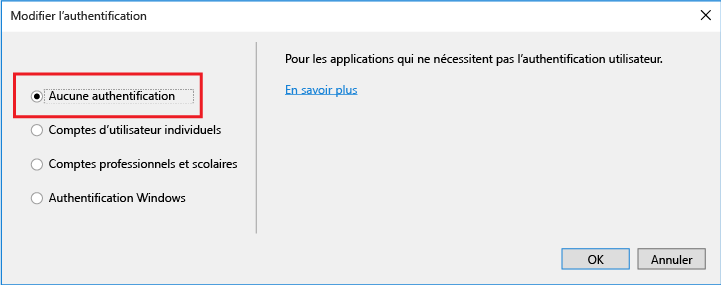 Modifier l’authentification
Pour les applications qui ne nécessitent pas l’authentification utilisateur.
En savoir plus
Aucune authentification
Comptes d’utilisateur individuels
Comptes professionnels et scolaires
Authentification Windows
OK
Annuler